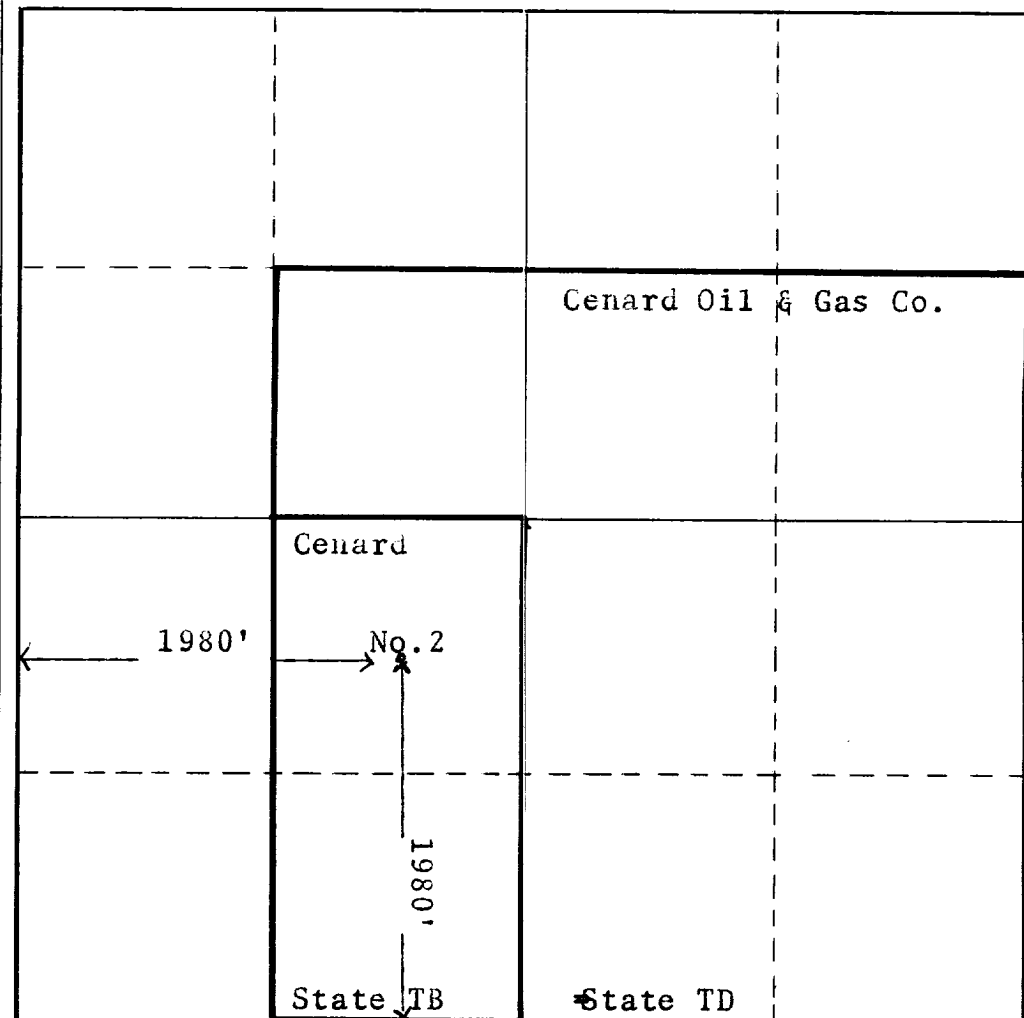 Cenard Oil & Gas Co.
Cenard
1980' No.2
1980'
State TB State TD